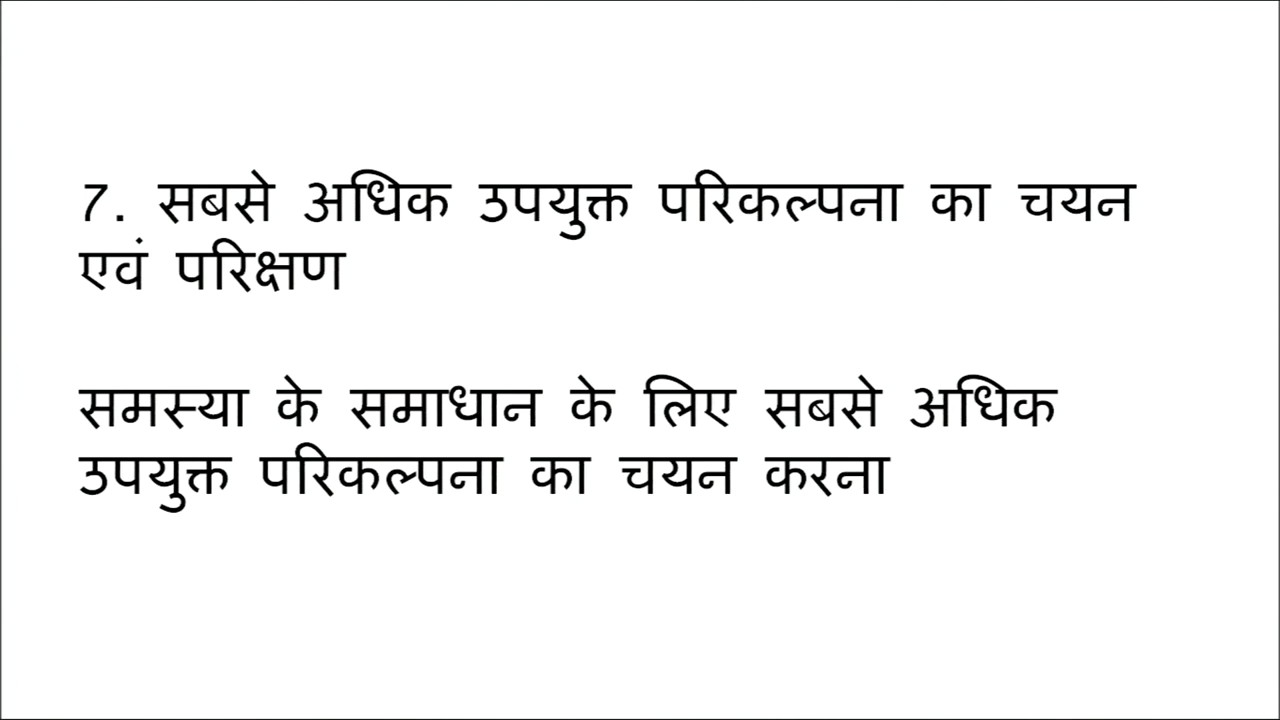 7. सबसे अधिक उपयुक्त परिकल्पना का चयन
एवं परिक्षण
समस्या के समाधान के लिए सबसे अधिक
उपयुक्त परिकल्पना का चयन करना